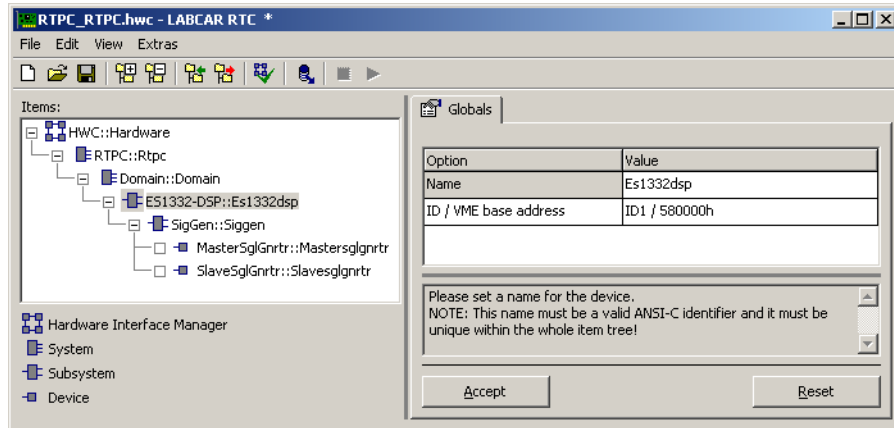 RTPC_RTPC.hwc - LABCAR RTC *
File Edit View Extras
Items:
HWC::Hardware
RTPC::Rtpc
Domain::Domain
ES1332-DSP::Es1332dsp
SigGen::Siggen
MasterSglGnrtr::Mastersglgnrtr
SlaveSglGnrtr::Slavesglgnrtr
Hardware Interface Manager
System
Subsystem
Device
Globals
Option Value
Name Es1332dsp
ID / VME base address ID1 / 580000h
Please set a name for the device.
NOTE: This name must be a valid ANSI-C identifier and it must be
unique within the whole item tree!
Accept Reset